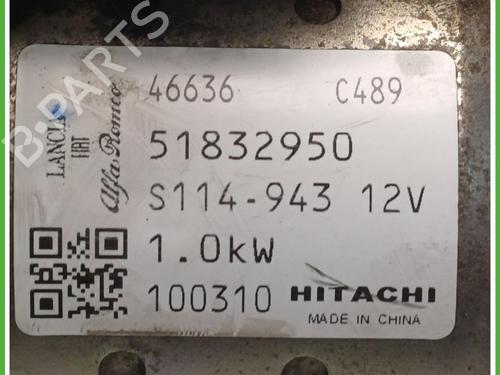 46636 C489
LANCIA
FIAT
Alfa Romeo
51832950
S114-943 12V
1.0kW
100310 HITACHI
MADE IN CHINA
B-PARTS